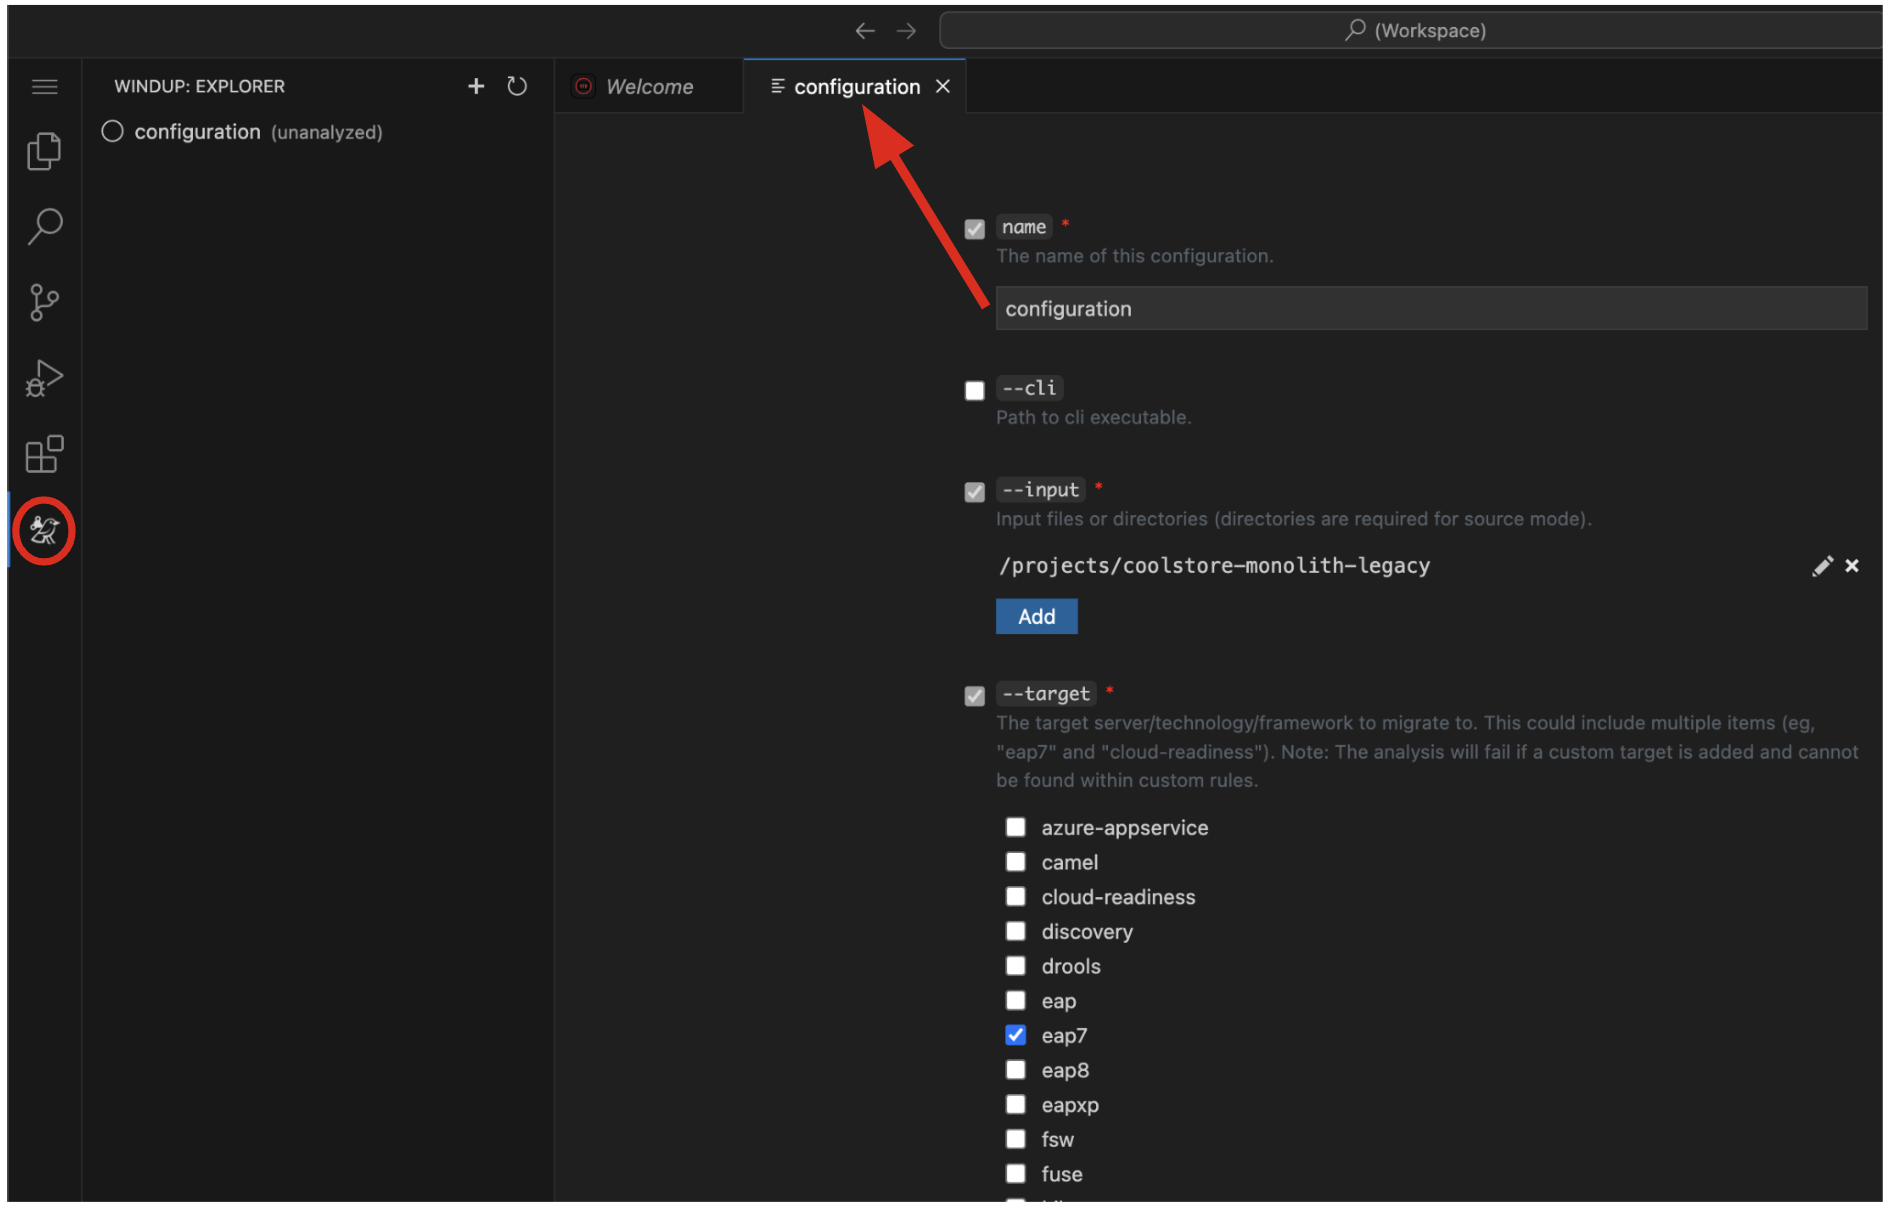 (Workspace)
WINDUP: EXPLORER
configuration (unanalyzed)
Welcome
configuration
name *
The name of this configuration.
configuration
--cli
Path to cli executable.
--input *
Input files or directories (directories are required for source mode).
/projects/coolstore-monolith-legacy
Add
--target *
The target server/technology/framework to migrate to. This could include multiple items (eg,
"eap7" and "cloud-readiness"). Note: The analysis will fail if a custom target is added and cannot
be found within custom rules.
azure-appservice
camel
cloud-readiness
discovery
drools
eap
eap7
eap8
eapxp
fsw
fuse